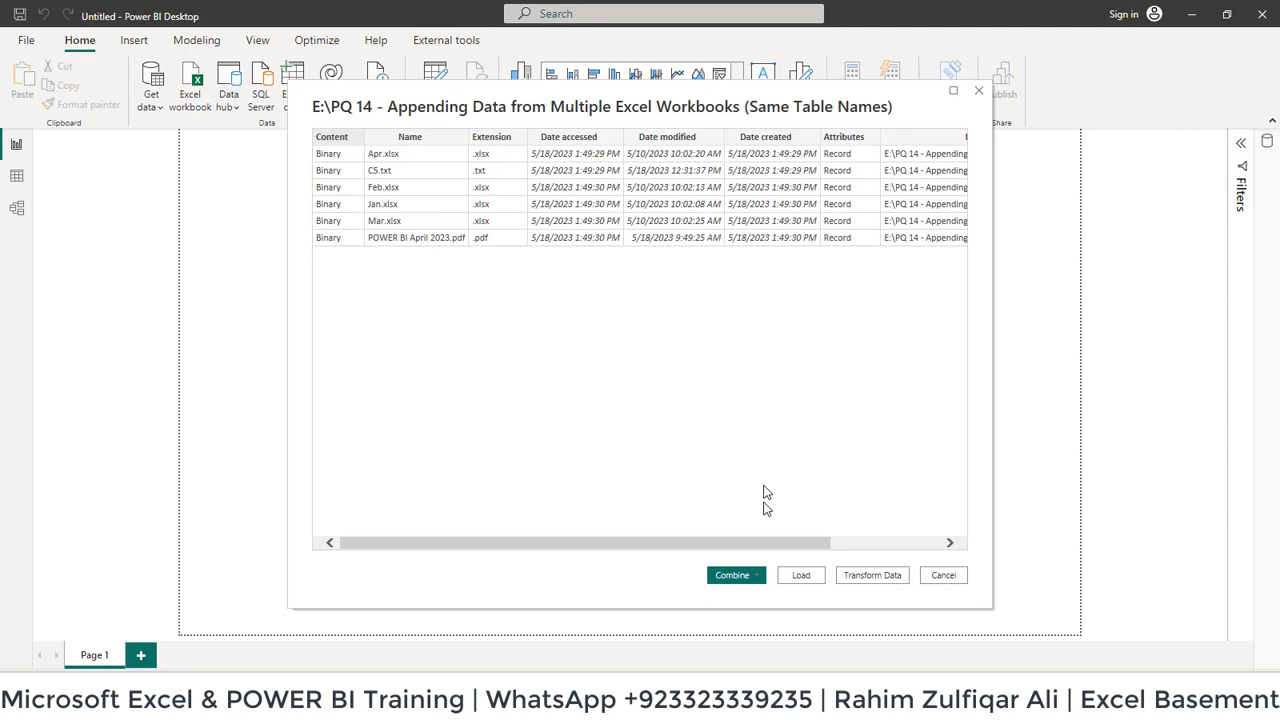 Untitled - Power BI Desktop
Search
Sign in
File Home Insert Modeling View Optimize Help External tools
Paste
Cut
Copy
Format painter
Clipboard
Get data
Excel workbook
Data hub
SQL Server
Data
Share
E:\PQ 14 - Appending Data from Multiple Excel Workbooks (Same Table Names)
Content Name Extension Date accessed Date modified Date created Attributes
Binary Apr.xlsx .xlsx 5/18/2023 1:49:29 PM 5/10/2023 10:02:20 AM 5/18/2023 1:49:29 PM Record E:\PQ 14 - Appending
Binary C5.txt .txt 5/18/2023 1:49:29 PM 5/18/2023 12:31:37 PM 5/18/2023 1:49:29 PM Record E:\PQ 14 - Appending
Binary Feb.xlsx .xlsx 5/18/2023 1:49:30 PM 5/10/2023 10:02:13 AM 5/18/2023 1:49:30 PM Record E:\PQ 14 - Appending
Binary Jan.xlsx .xlsx 5/18/2023 1:49:30 PM 5/10/2023 10:02:08 AM 5/18/2023 1:49:30 PM Record E:\PQ 14 - Appending
Binary Mar.xlsx .xlsx 5/18/2023 1:49:30 PM 5/10/2023 10:02:25 AM 5/18/2023 1:49:30 PM Record E:\PQ 14 - Appending
Binary POWER BI April 2023.pdf .pdf 5/18/2023 1:49:30 PM 5/18/2023 9:49:25 AM 5/18/2023 1:49:30 PM Record E:\PQ 14 - Appending
Filters
Combine Load Transform Data Cancel
Page 1
Microsoft Excel & POWER BI Training | WhatsApp +923323339235 | Rahim Zulfiqar Ali | Excel Basement